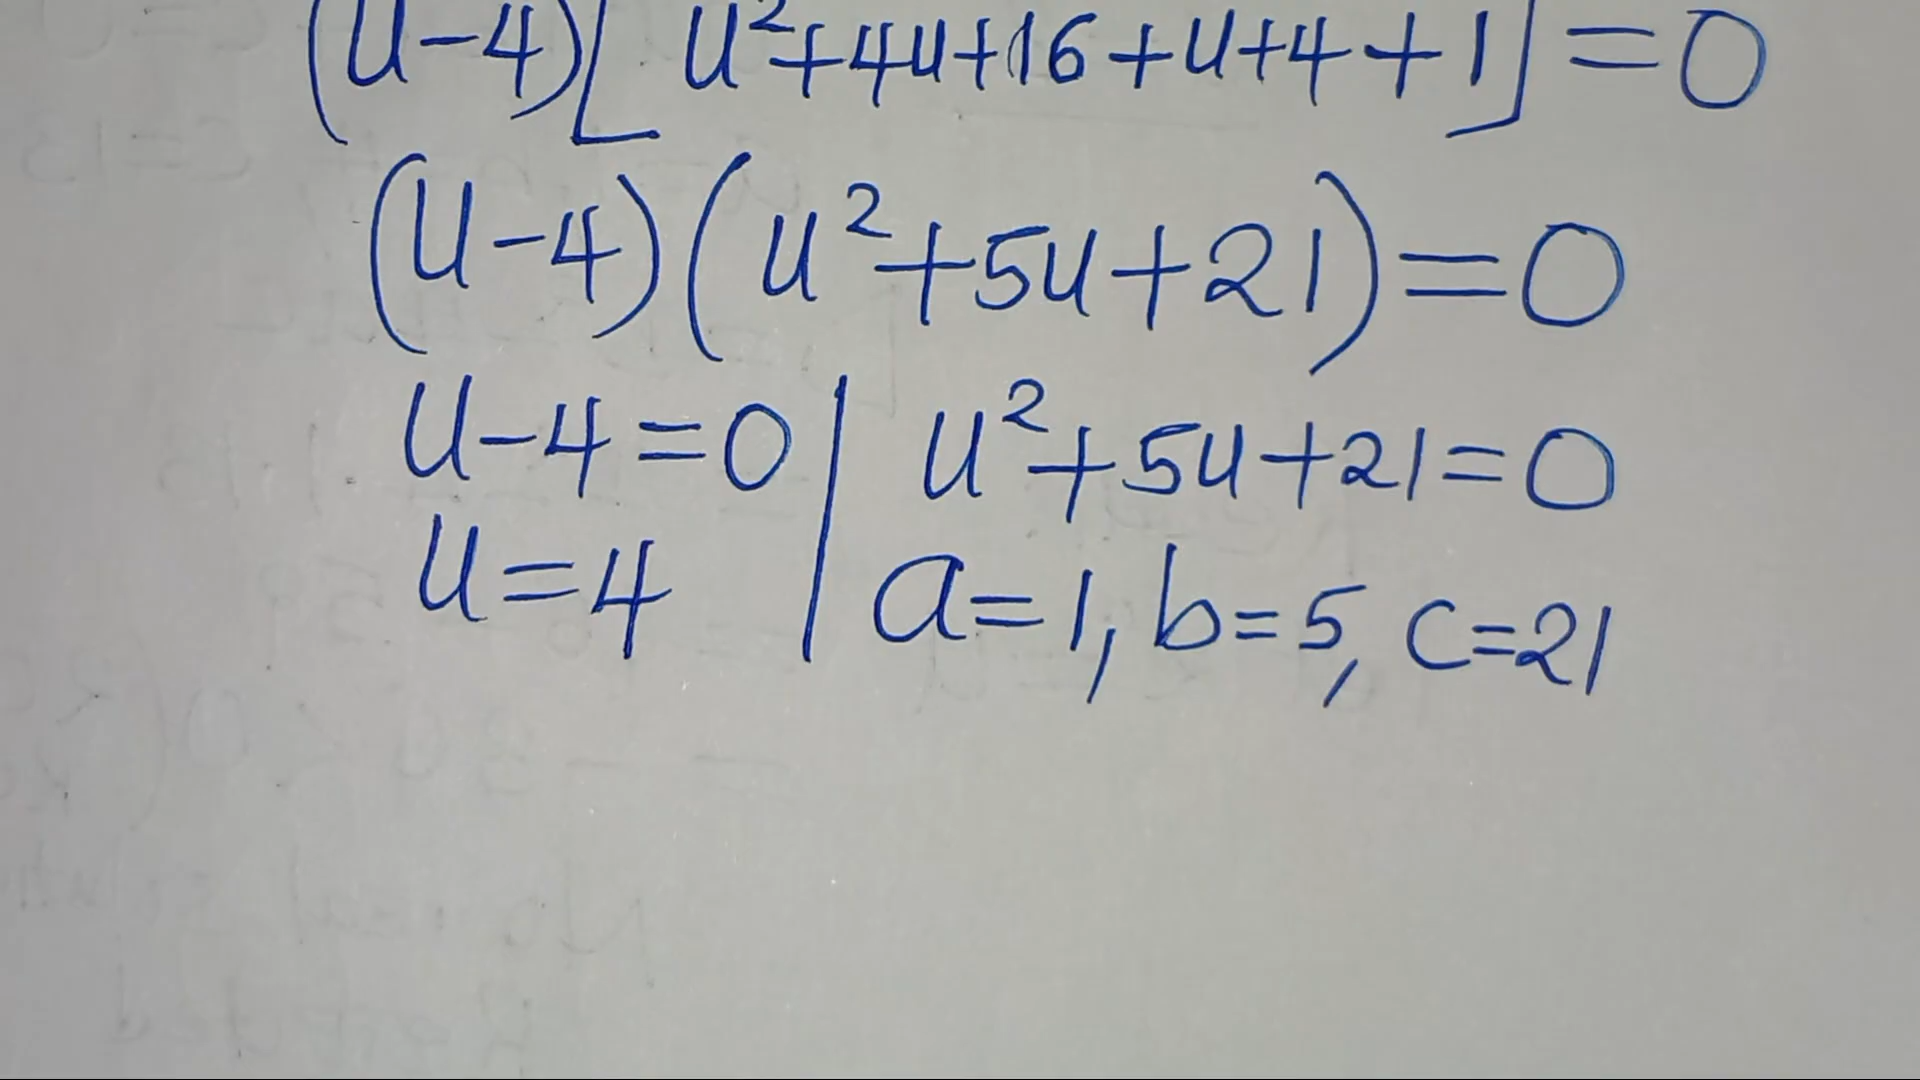 (u-4)[u²+4u+16+u+4+1]=0
(u-4)(u²+5u+21)=0
u-4=0 | u²+5u+21=0
u=4 | a=1, b=5, c=21